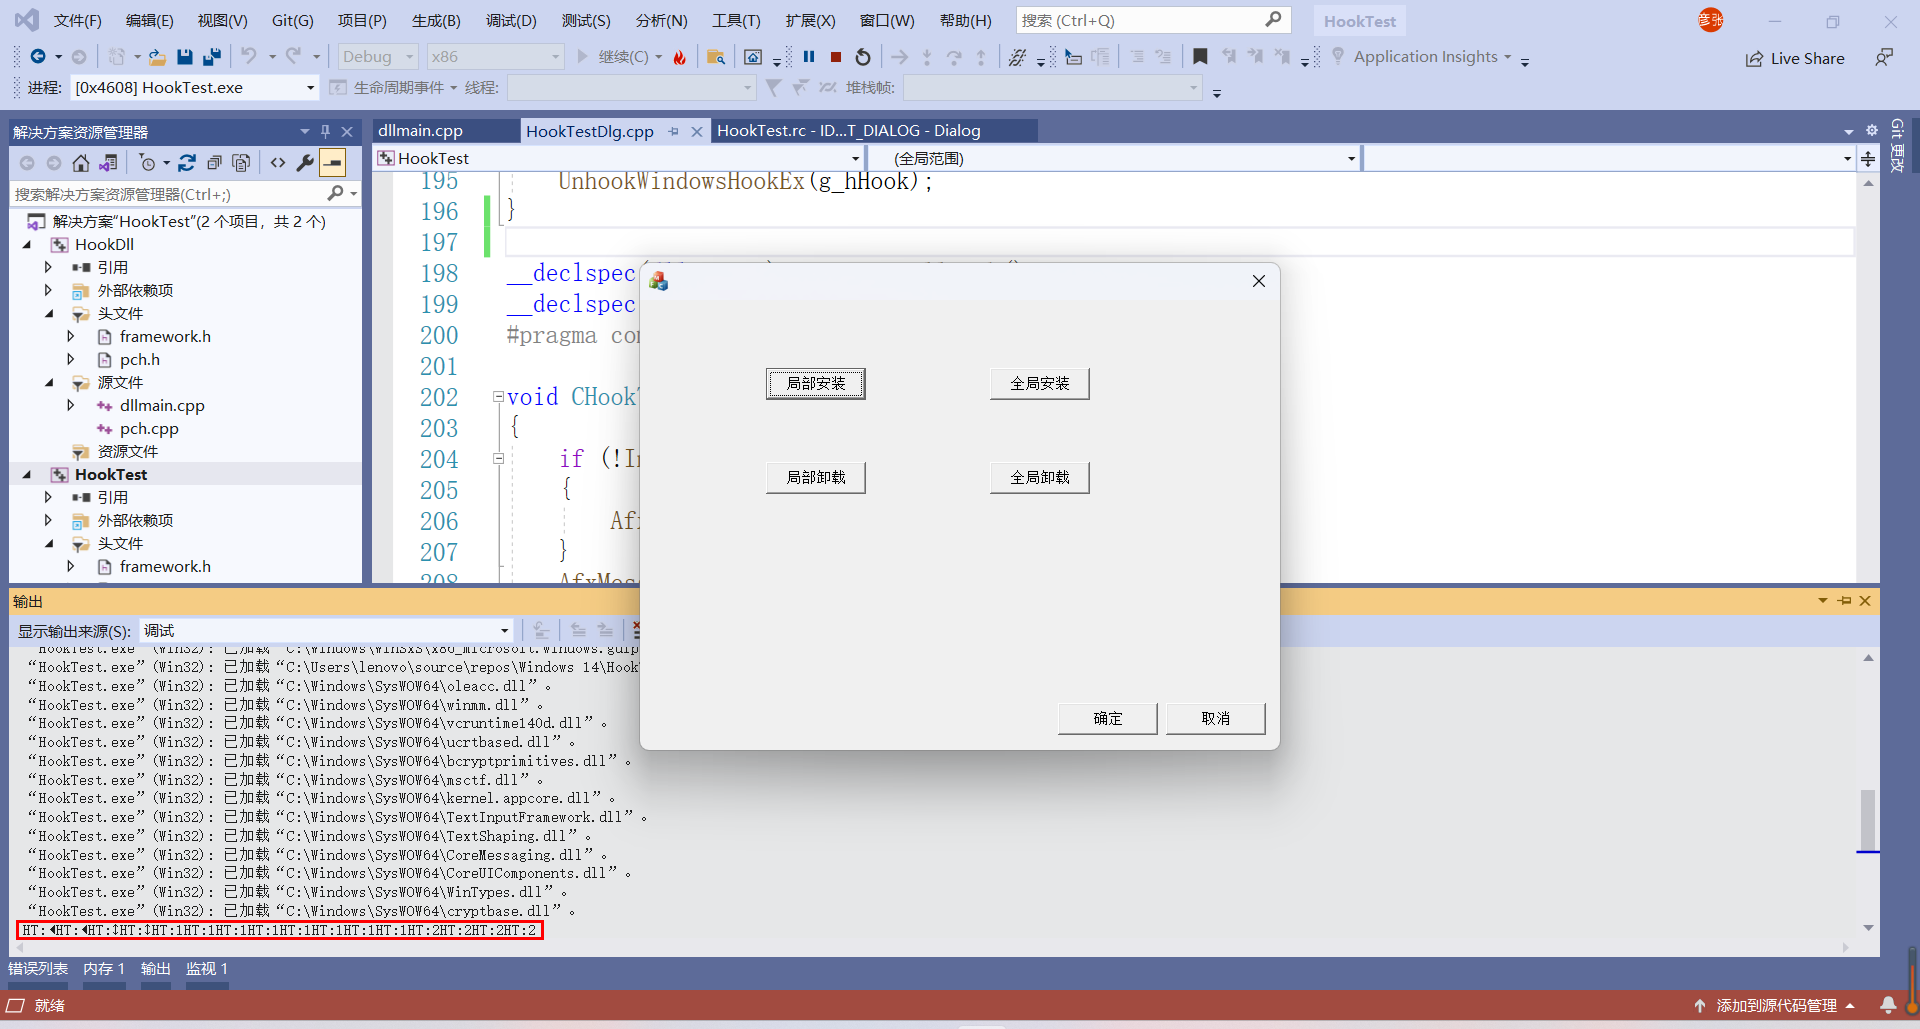 文件(F) 编辑(E) 视图(V) Git(G) 项目(P) 生成(B) 调试(D) 测试(S) 分析(N) 工具(T) 扩展(X) 窗口(W) 帮助(H) 搜索 (Ctrl+Q) HookTest 彦张
Debug x86 继续(C) Application Insights Live Share
进程: [0x4608] HookTest.exe 生命周期事件 线程: 堆栈帧:
解决方案资源管理器
搜索解决方案资源管理器(Ctrl+;)
解决方案"HookTest"(2 个项目，共 2 个)
HookDll
引用
外部依赖项
头文件
framework.h
pch.h
源文件
dllmain.cpp
pch.cpp
资源文件
HookTest
引用
外部依赖项
头文件
framework.h
dllmain.cpp HookTestDlg.cpp HookTest.rc - ID...T_DIALOG - Dialog
HookTest (全局范围)
195 UnhookWindowsHookEx(g_hHook);
196 }
197
198 __declspec
199 __declspec
200 #pragma
201
202 void CHook
203 {
204 if (!
205 {
206 Af
207 }
208
Git 更改
局部安装 全局安装
局部卸载 全局卸载
确定 取消
输出
显示输出来源(S): 调试
“HookTest.exe”(Win32): 已加载“C:\Windows\WinSxS\x86_microsoft.windows.gdip
“HookTest.exe”(Win32): 已加载“C:\Users\lenovo\source\repos\Windows 14\Hook
“HookTest.exe”(Win32): 已加载“C:\Windows\SysWOW64\oleacc.dll”。
“HookTest.exe”(Win32): 已加载“C:\Windows\SysWOW64\winmm.dll”。
“HookTest.exe”(Win32): 已加载“C:\Windows\SysWOW64\vcruntime140d.dll”。
“HookTest.exe”(Win32): 已加载“C:\Windows\SysWOW64\ucrtbased.dll”。
“HookTest.exe”(Win32): 已加载“C:\Windows\SysWOW64\bcryptprimitives.dll”。
“HookTest.exe”(Win32): 已加载“C:\Windows\SysWOW64\msctf.dll”。
“HookTest.exe”(Win32): 已加载“C:\Windows\SysWOW64\kernel.appcore.dll”。
“HookTest.exe”(Win32): 已加载“C:\Windows\SysWOW64\TextInputFramework.dll”。
“HookTest.exe”(Win32): 已加载“C:\Windows\SysWOW64\TextShaping.dll”。
“HookTest.exe”(Win32): 已加载“C:\Windows\SysWOW64\CoreMessaging.dll”。
“HookTest.exe”(Win32): 已加载“C:\Windows\SysWOW64\CoreUIComponents.dll”。
“HookTest.exe”(Win32): 已加载“C:\Windows\SysWOW64\WinTypes.dll”。
“HookTest.exe”(Win32): 已加载“C:\Windows\SysWOW64\cryptbase.dll”。
HT:◄HT:◄HT:↕HT:↕HT:1HT:1HT:1HT:1HT:1HT:1HT:1HT:1HT:2HT:2HT:2HT:2
错误列表 内存 1 输出 监视 1
就绪 添加到源代码管理